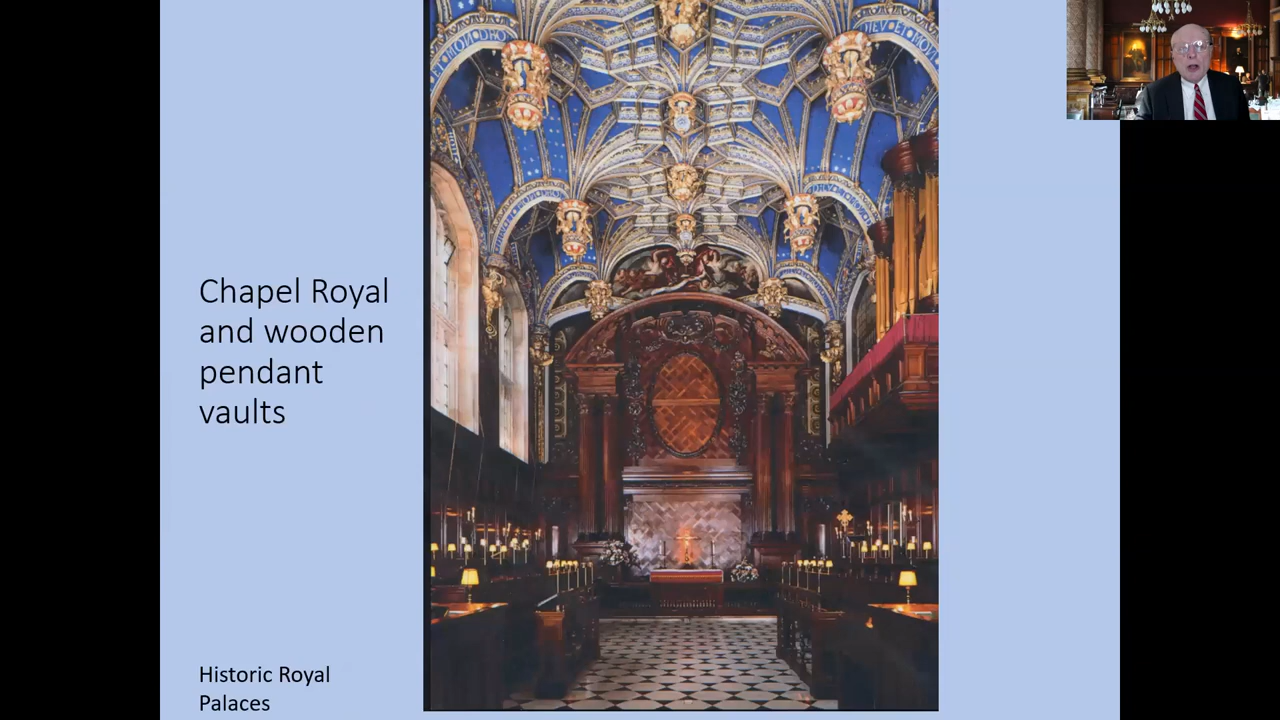 Chapel Royal
and wooden
pendant
vaults
Historic Royal
Palaces